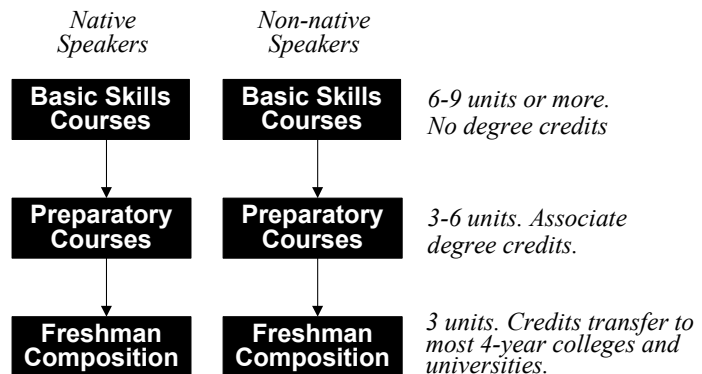 Native
Speakers
Non-native
Speakers
Basic Skills
Courses
Basic Skills
Courses
6-9 units or more.
No degree credits
Preparatory
Courses
Preparatory
Courses
3-6 units. Associate
degree credits.
Freshman
Composition
Freshman
Composition
3 units. Credits transfer to
most 4-year colleges and
universities.